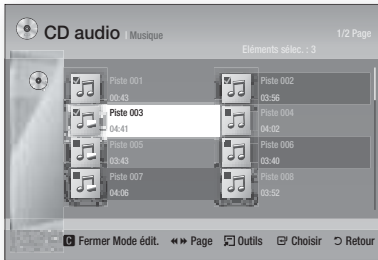 CD audio | Musique
1/2 Page
Eléments sélec. : 3
Piste 001
00:43
Piste 002
03:56
Piste 003
04:41
Piste 004
04:02
Piste 005
03:43
Piste 006
03:40
Piste 007
04:06
Piste 008
03:52
C Fermer Mode édit. Page Outils Choisir Retour